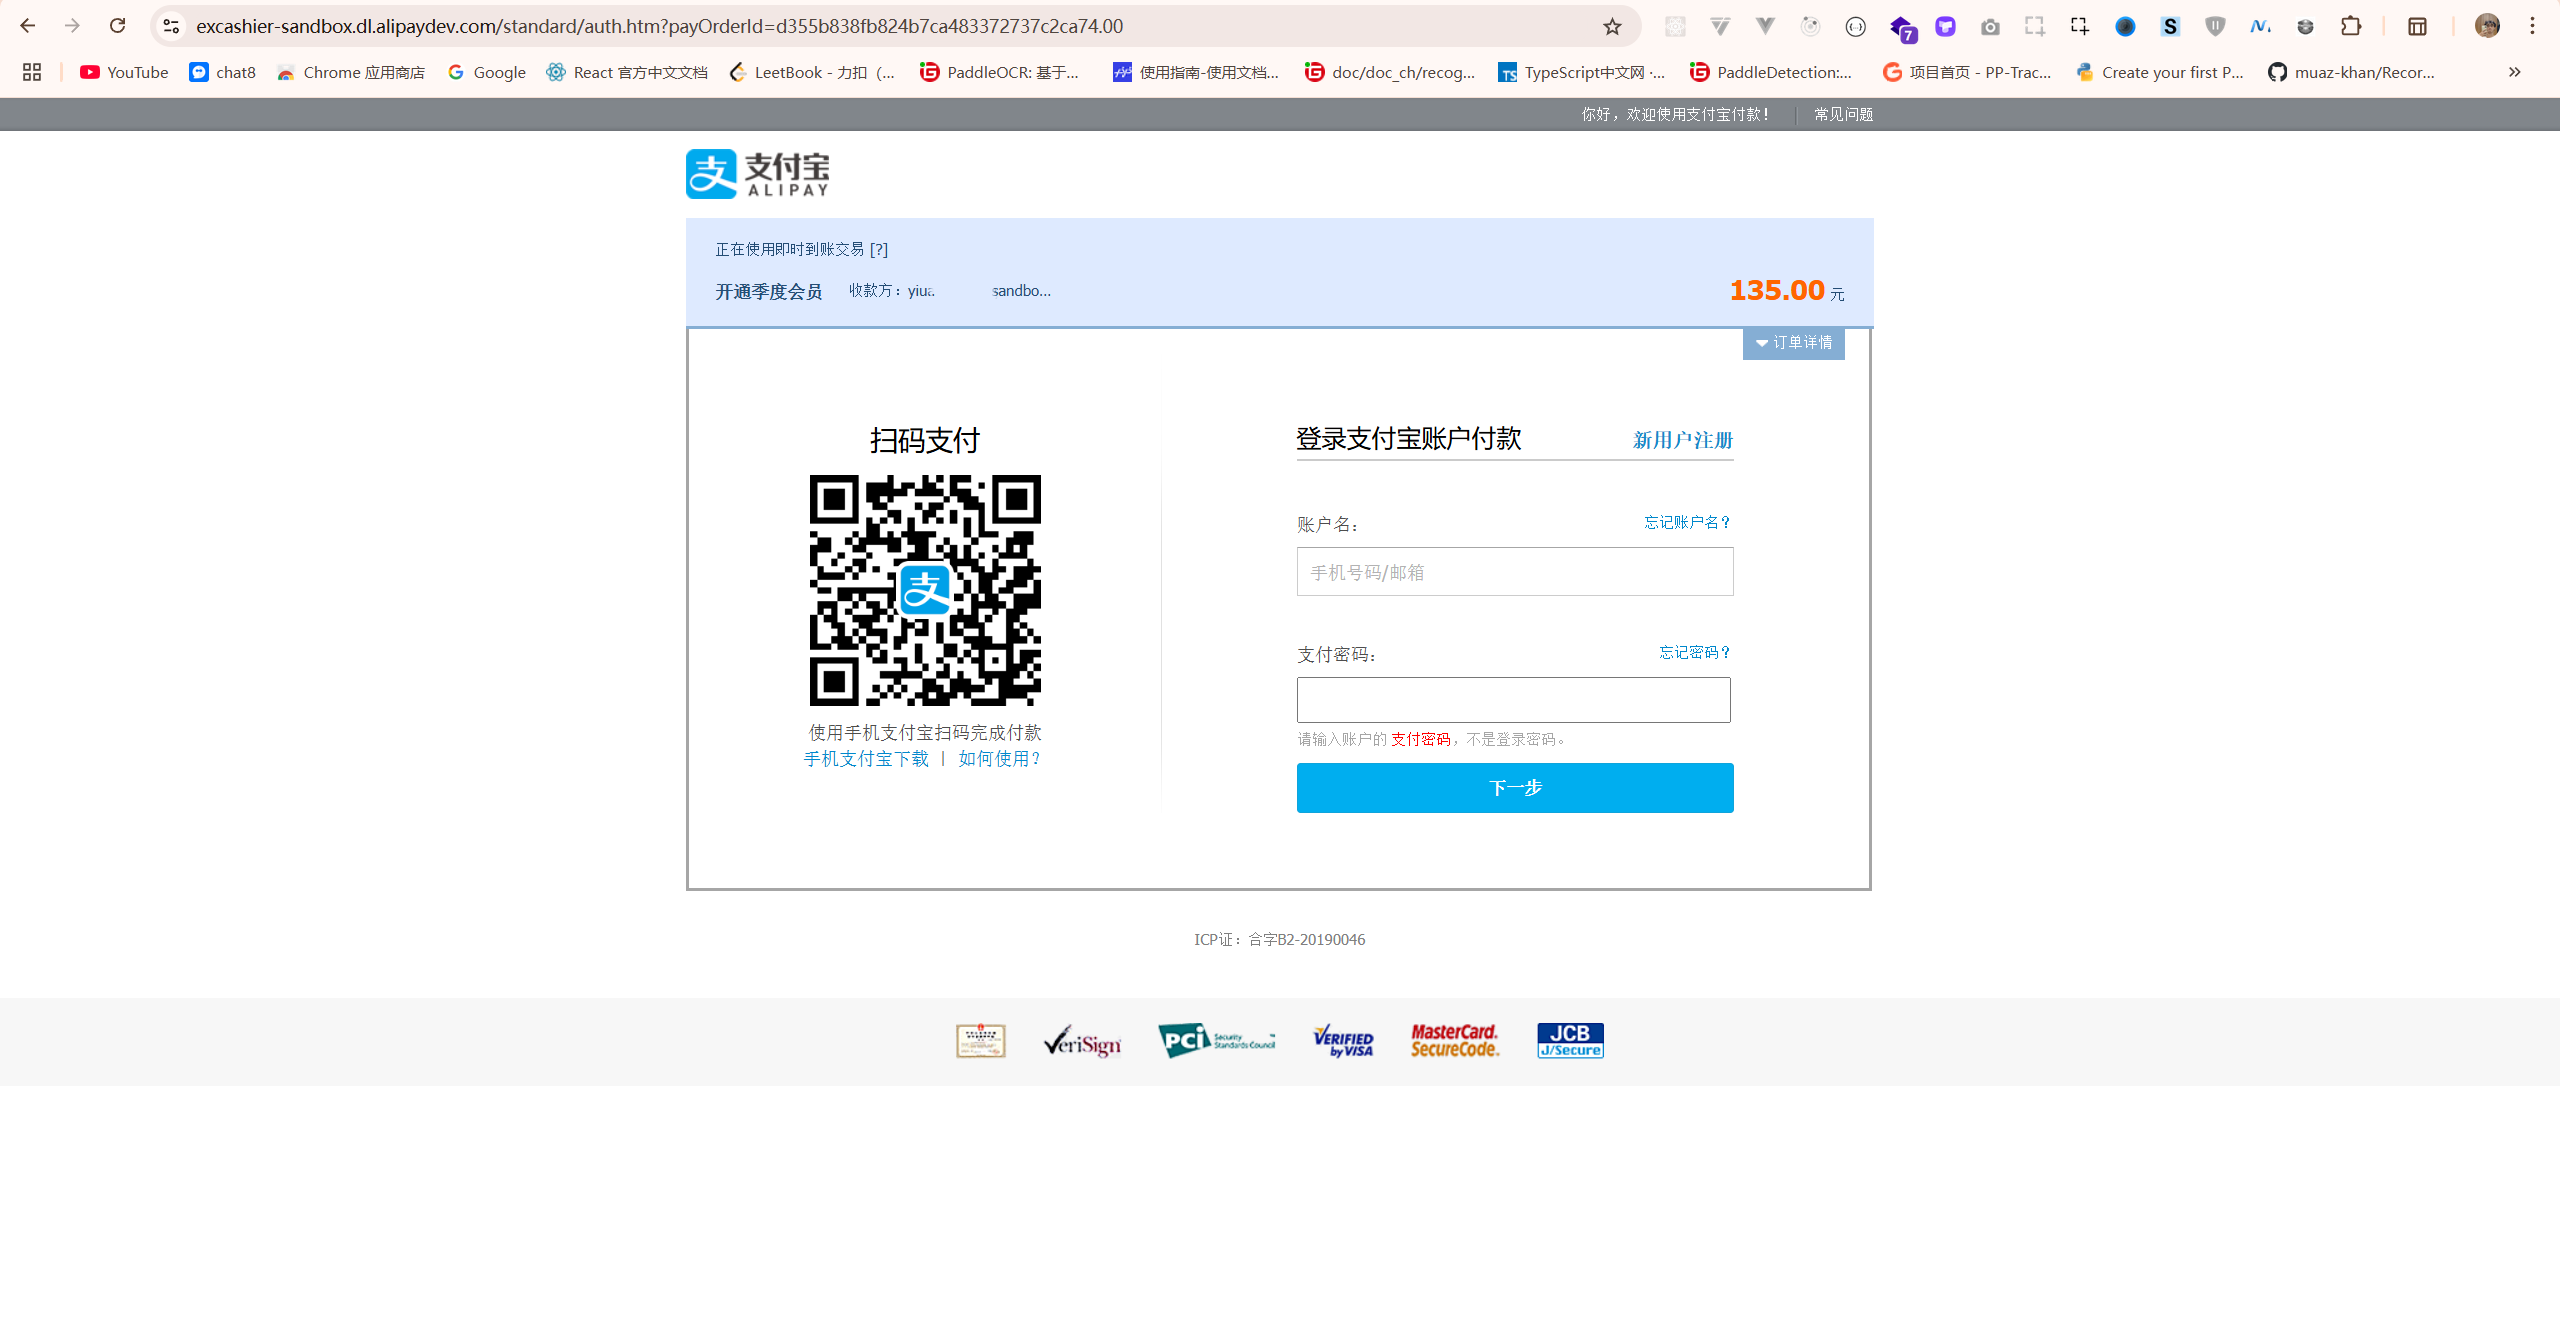 excashier-sandbox.dl.alipaydev.com/standard/auth.htm?payOrderId=d355b838fb824b7ca483372737c2ca74.00
7
YouTube
chat8
Chrome 应用商店
Google
React 官方中文文档
LeetBook - 力扣（...
PaddleOCR: 基于...
使用指南-使用文档...
doc/doc_ch/recog...
TypeScript中文网 ·...
PaddleDetection:...
项目首页 - PP-Trac...
Create your first P...
muaz-khan/Recor...
你好，欢迎使用支付宝付款！
常见问题
支付宝
ALIPAY
正在使用即时到账交易 [?]
开通季度会员 收款方：yiua sandbo...
135.00 元
订单详情
扫码支付
使用手机支付宝扫码完成付款
手机支付宝下载 | 如何使用？
登录支付宝账户付款
新用户注册
账户名：
忘记账户名？
手机号码/邮箱
支付密码：
忘记密码？
请输入账户的 支付密码，不是登录密码。
下一步
ICP证：合字B2-20190046
VeriSign
PCI Security Standards Council
VERIFIED by VISA
MasterCard. SecureCode.
JCB J/Secure